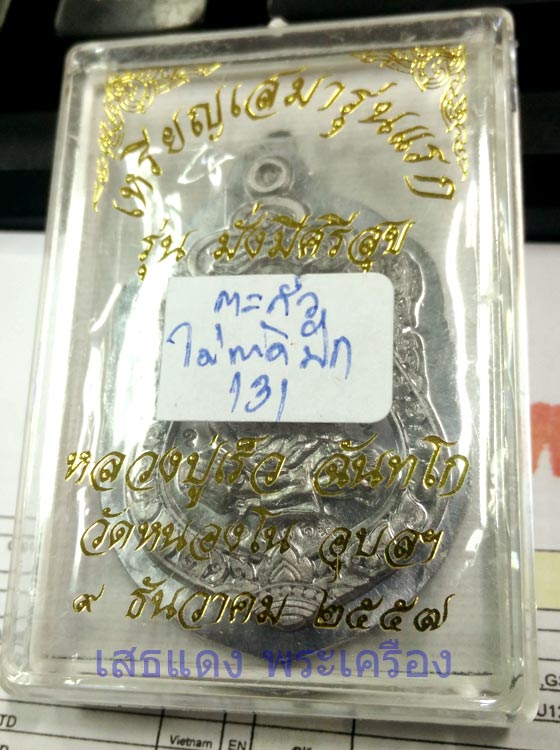 เหรียญเสมารุ่นแรก
รุ่น มั่งมีศรีสุข
ตะกั่ว
ไม่ตัดปีก
131
หลวงปู่เร็ว ฉันทโก
วัดหนองโน อุบลฯ
๙ ธันวาคม ๒๕๕๗
เสธแดง พระเครื่อง
TD
Vietnam
EN